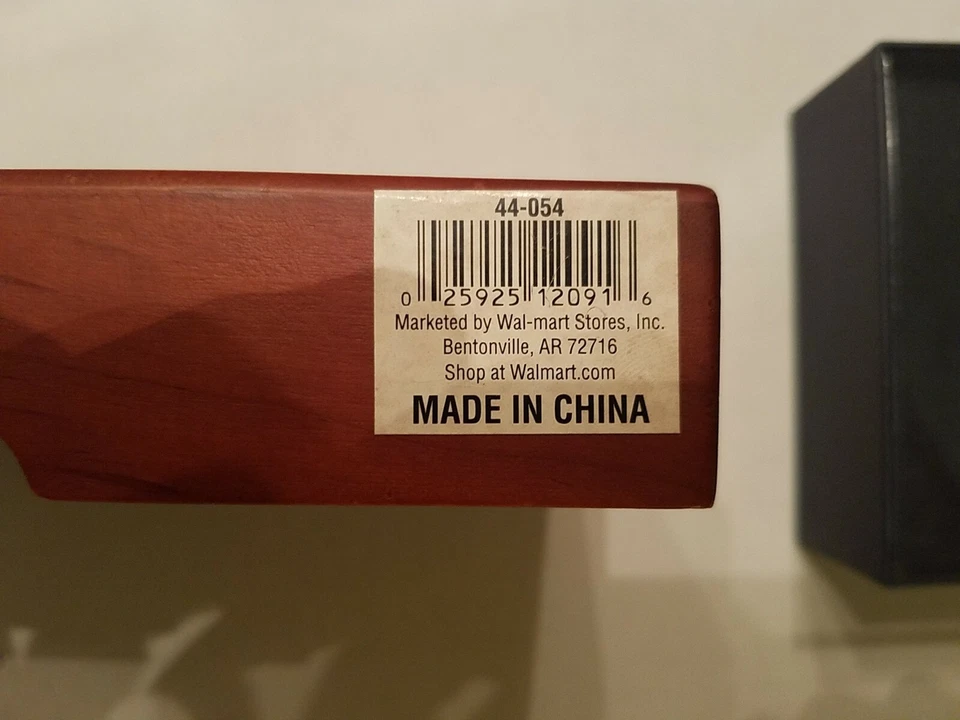 44-054
0 25925 12091 6
Marketed by Wal-mart Stores, Inc.
Bentonville, AR 72716
Shop at Walmart.com
MADE IN CHINA